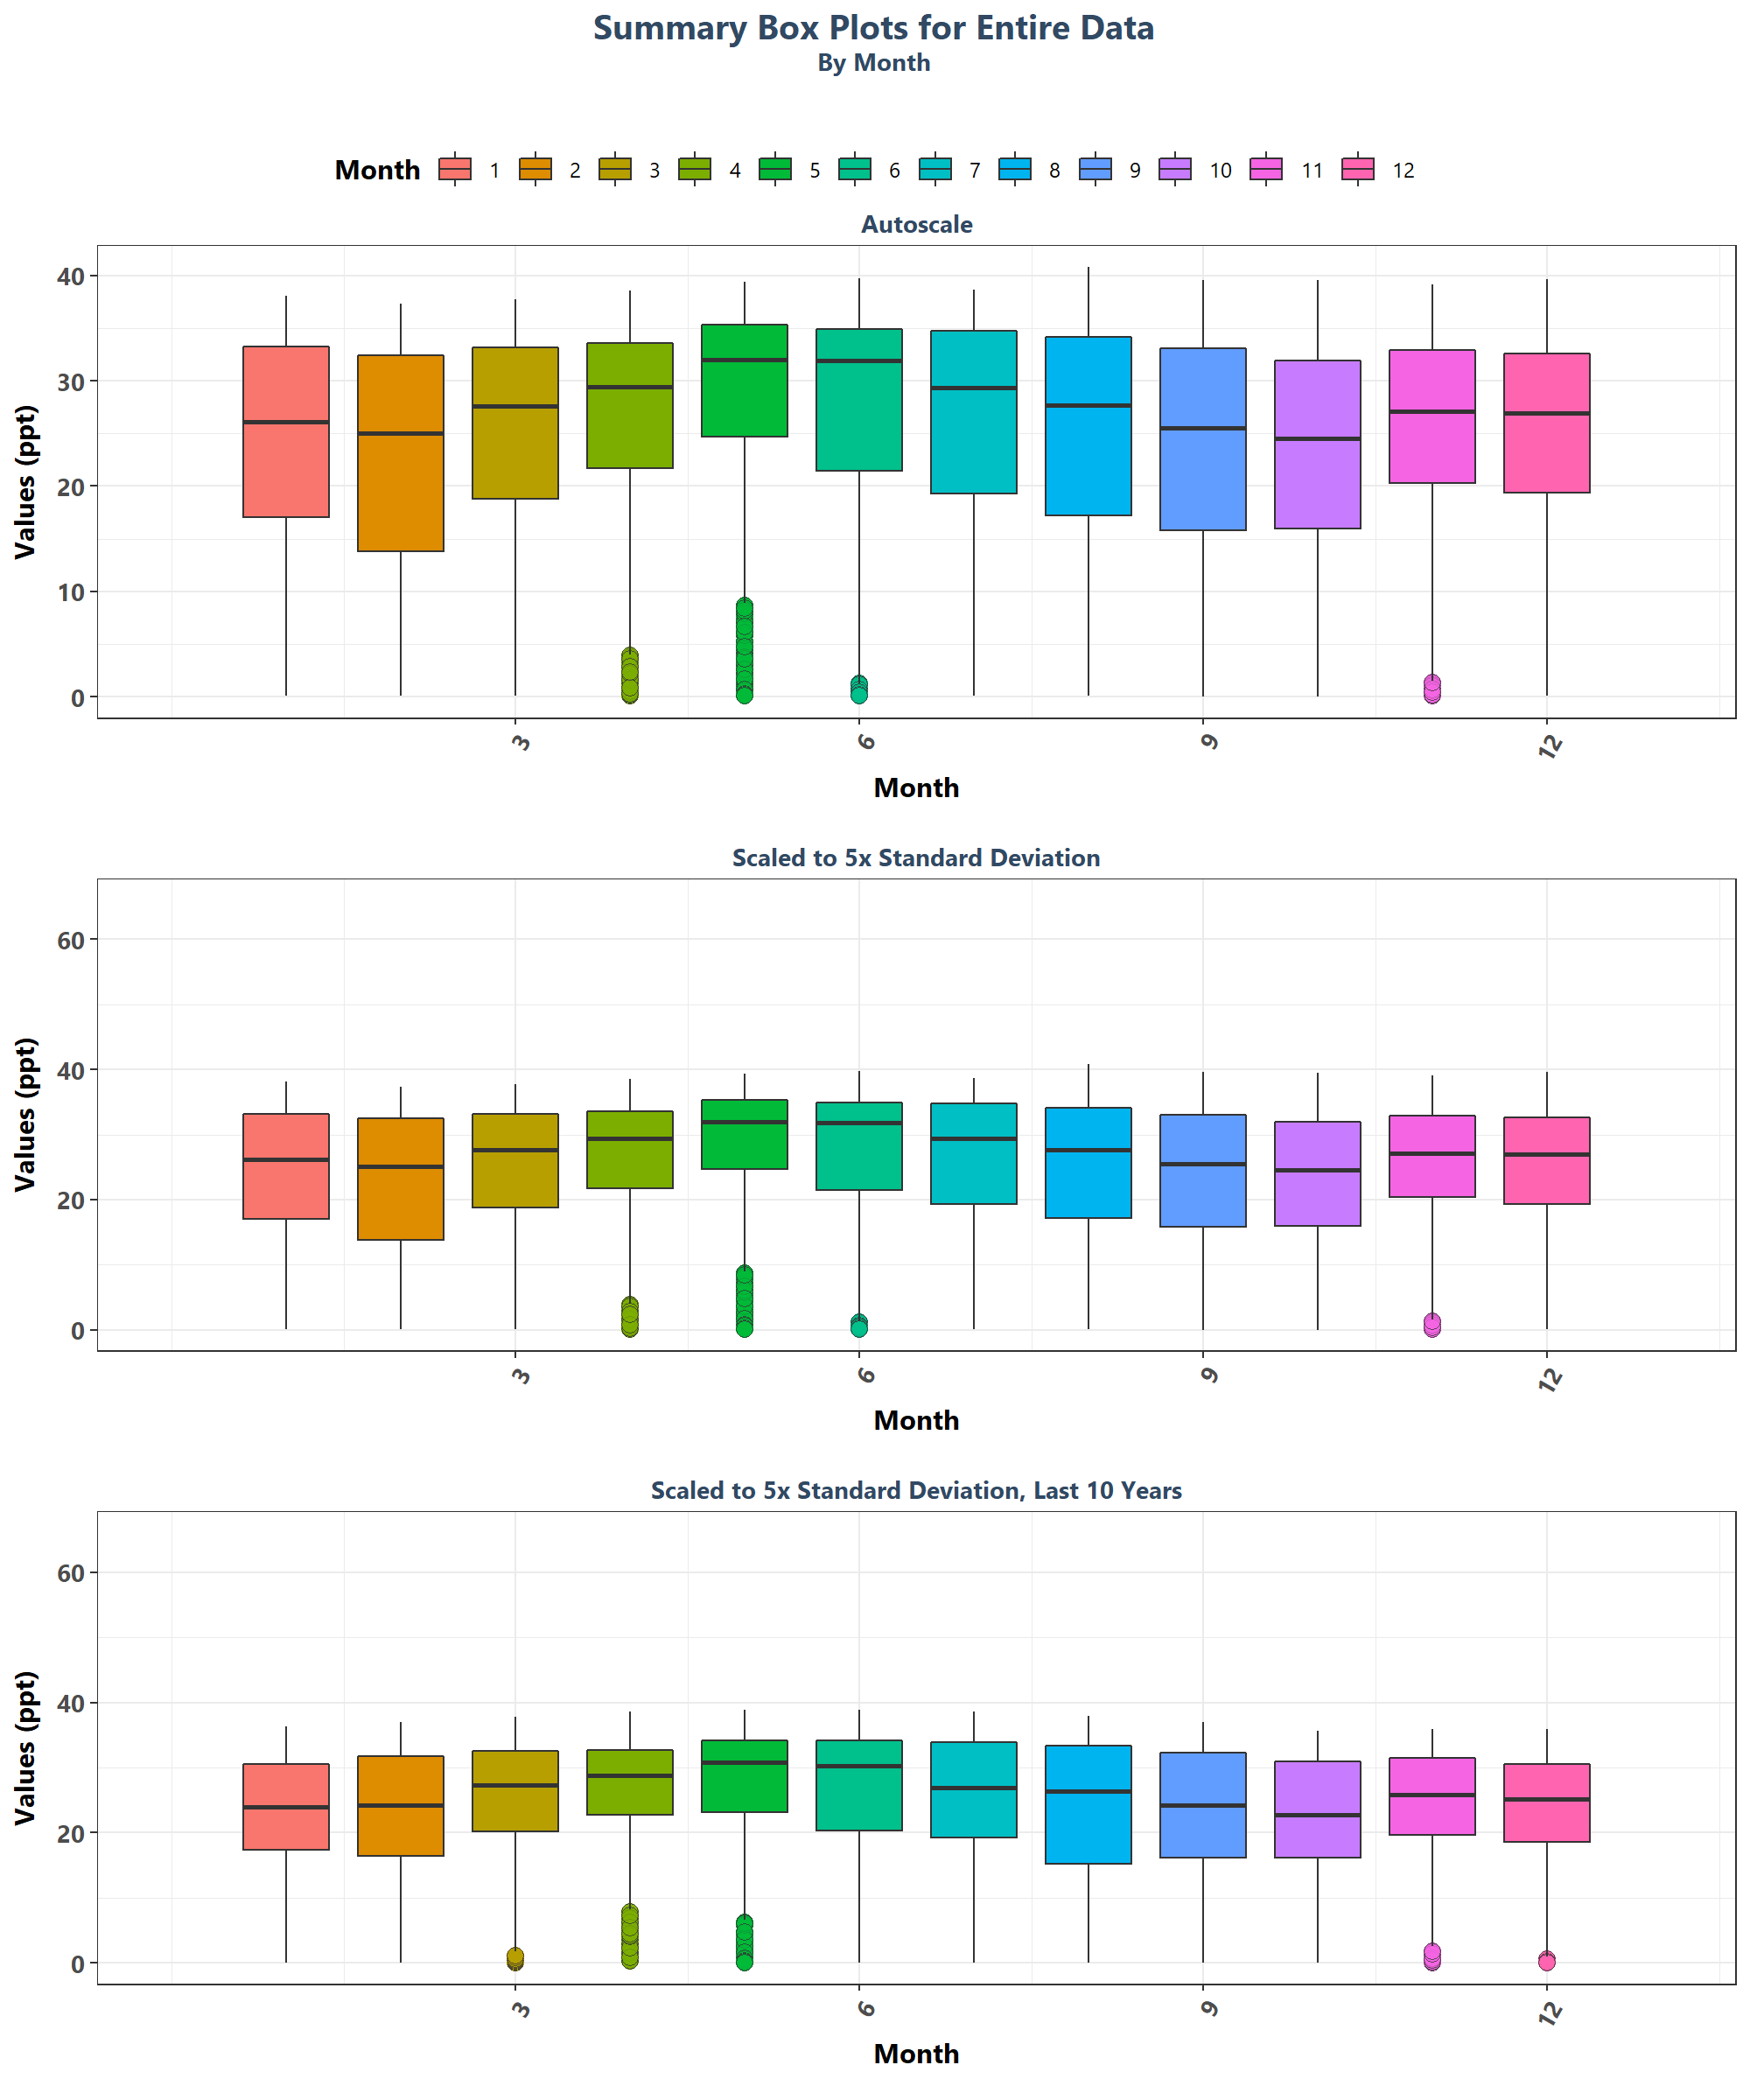 Summary Box Plots for Entire Data
By Month
Month 1 2 3 4 5 6 7 8 9 10 11 12
Autoscale
Values (ppt)
40
30
20
10
0
3 6 9 12
Month
Scaled to 5x Standard Deviation
Values (ppt)
60
40
20
0
3 6 9 12
Month
Scaled to 5x Standard Deviation, Last 10 Years
Values (ppt)
60
40
20
0
3 6 9 12
Month